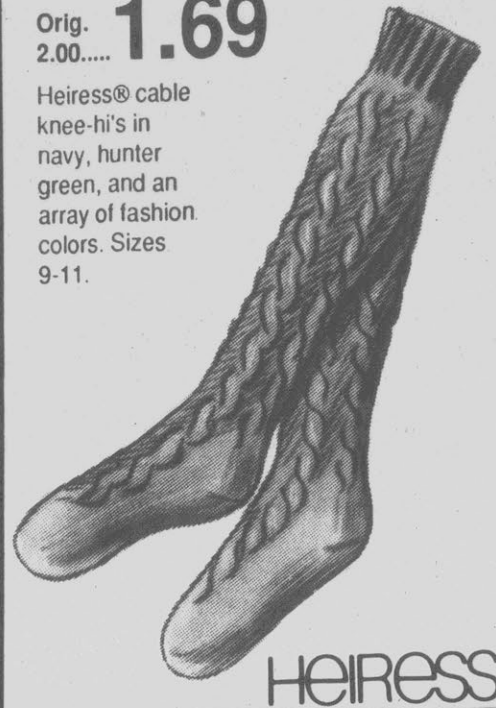 Orig.
2.00..... 1.69
Heiress® cable
knee-hi's in
navy, hunter
green, and an
array of fashion
colors. Sizes
9-11.
HEIRESS